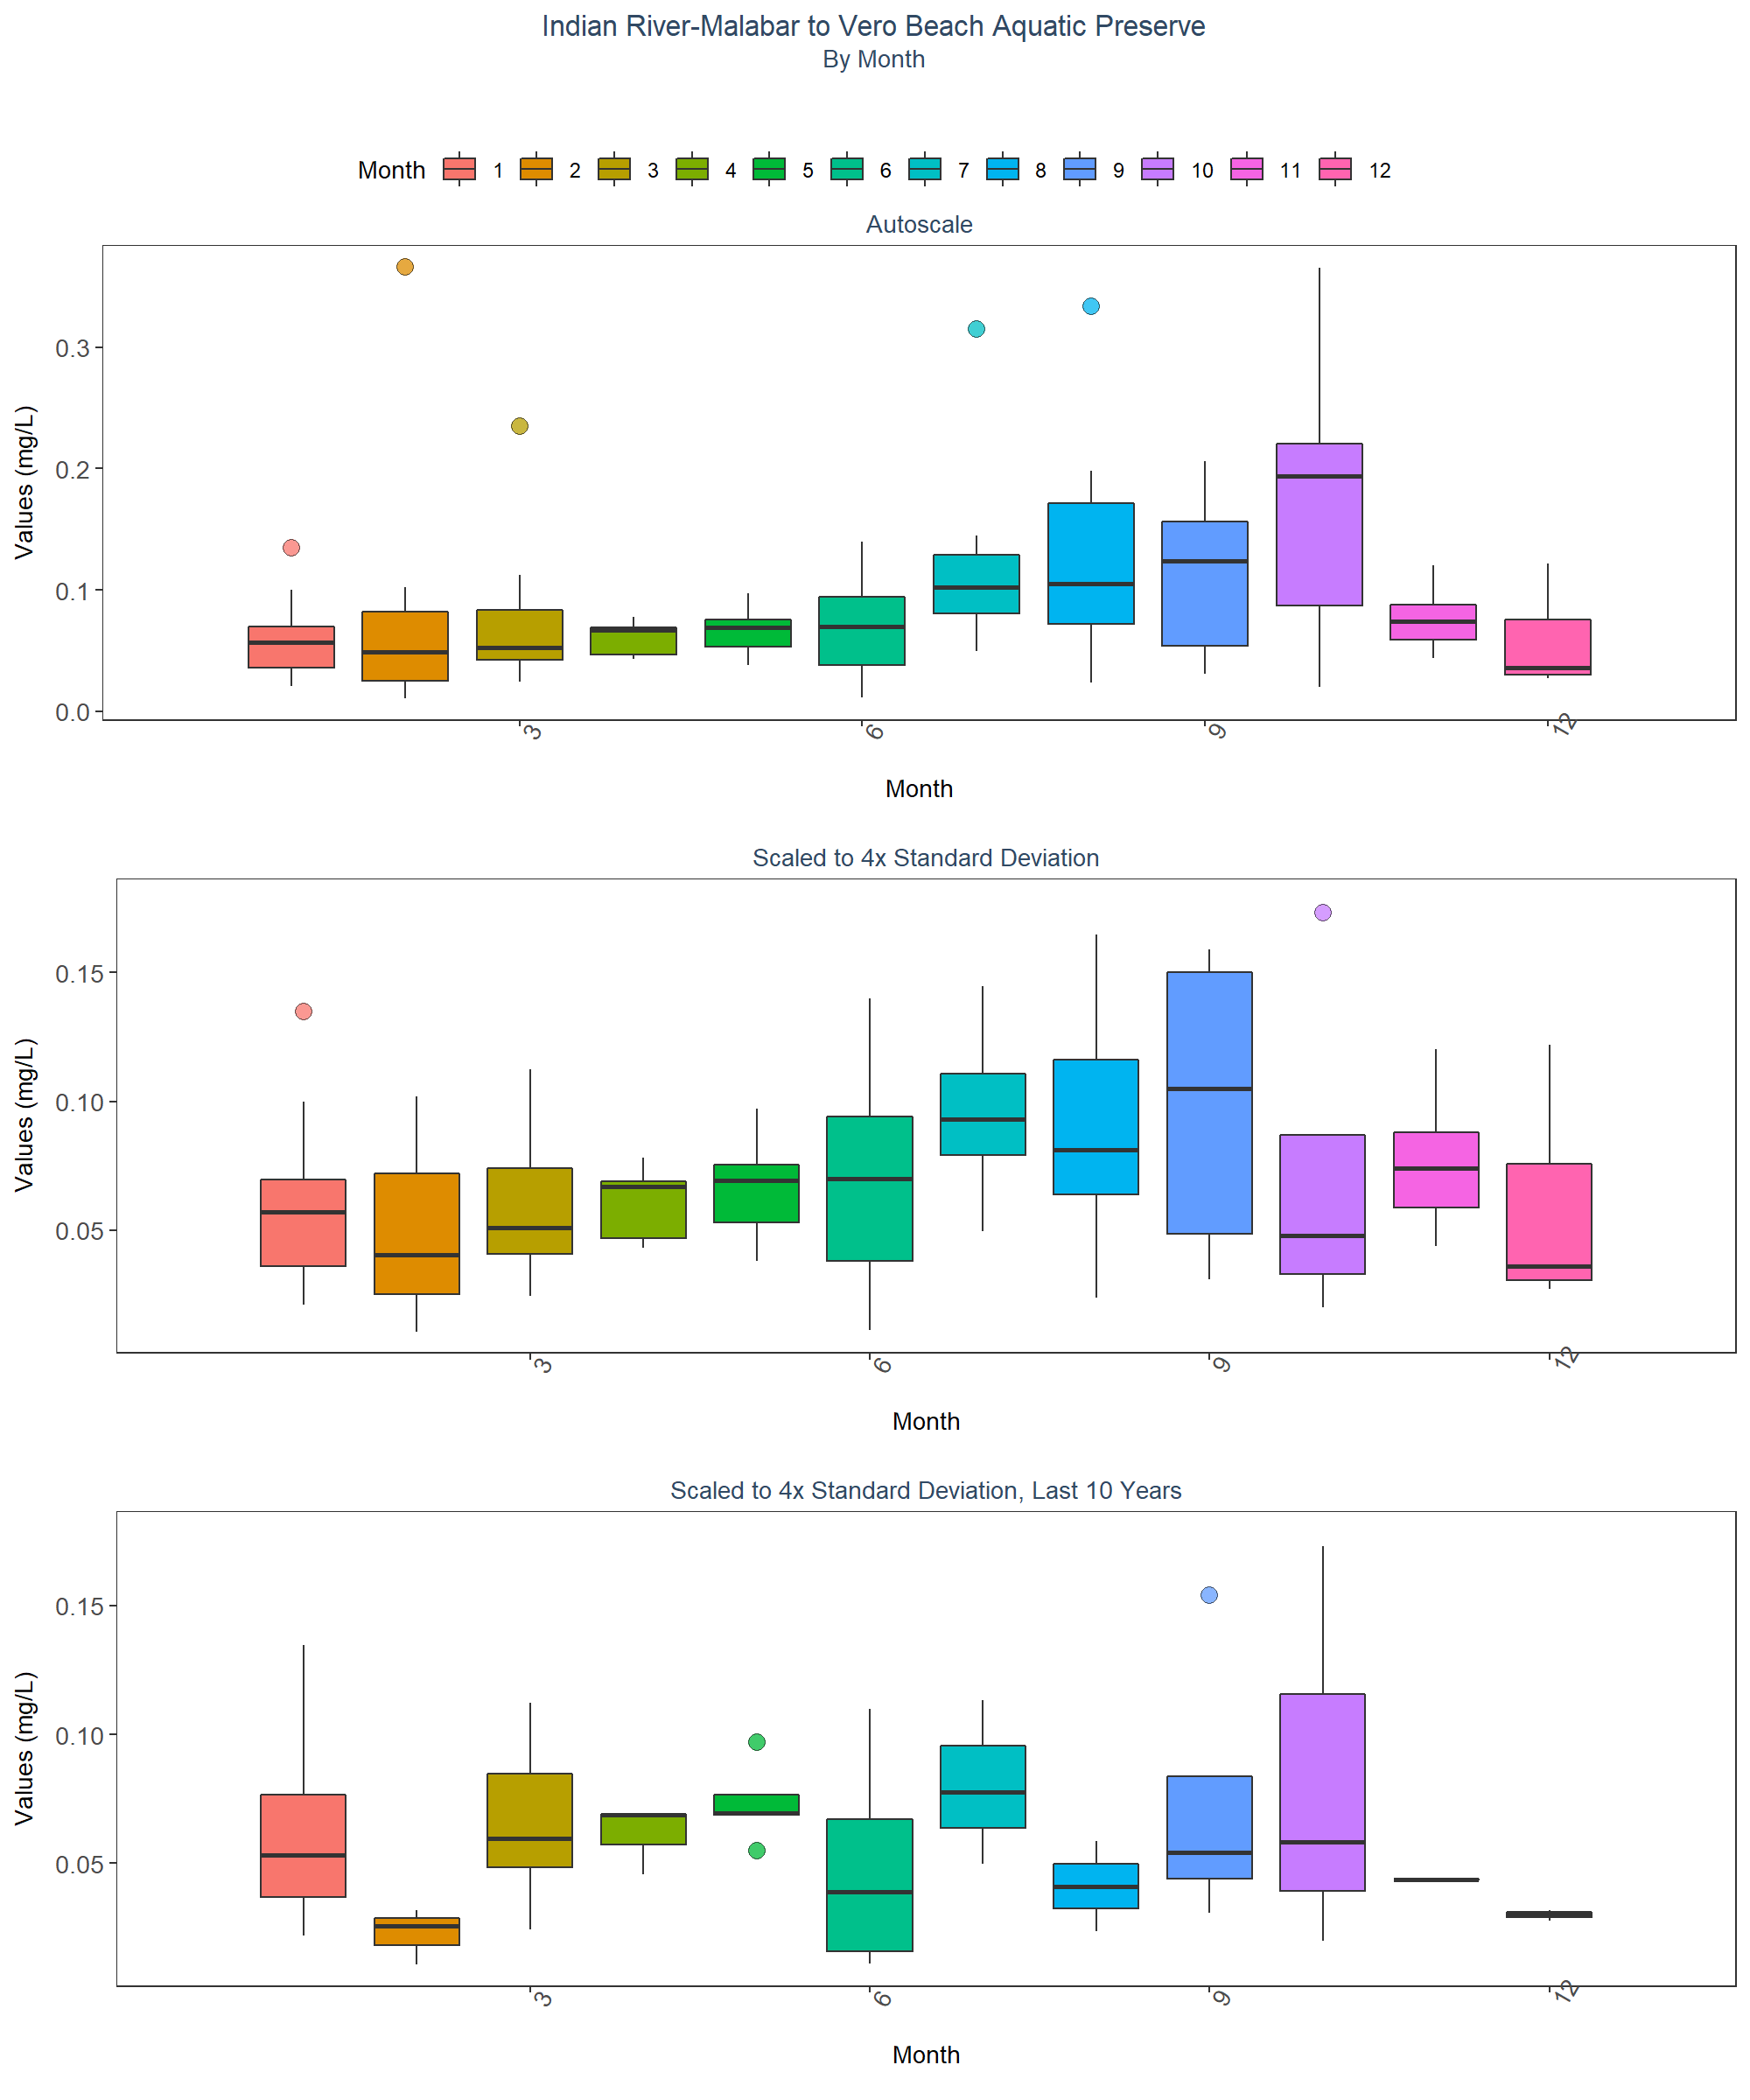 Indian River-Malabar to Vero Beach Aquatic Preserve
By Month
Month 1 2 3 4 5 6 7 8 9 10 11 12
Autoscale
Values (mg/L)
0.3
0.2
0.1
0.0
3 6 9 12
Month
Scaled to 4x Standard Deviation
Values (mg/L)
0.15
0.10
0.05
3 6 9 12
Month
Scaled to 4x Standard Deviation, Last 10 Years
Values (mg/L)
0.15
0.10
0.05
3 6 9 12
Month